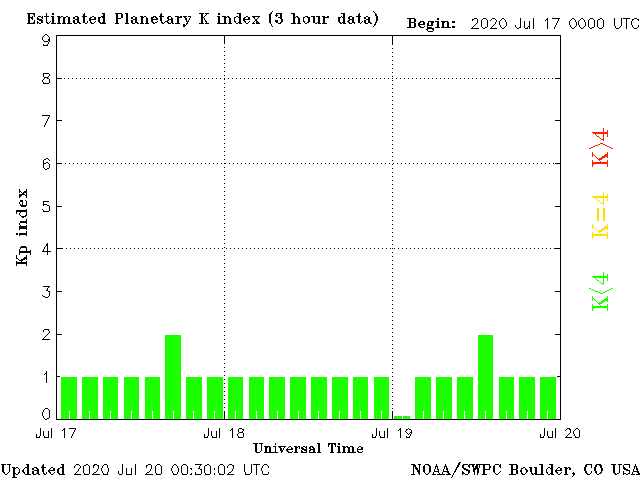 Estimated Planetary K index (3 hour data)
Begin: 2020 Jul 17 0000 UTC
9
8
7
6
5
4
3
2
1
0
Kp index
K>4
K=4
K<4
Jul 17
Jul 18
Jul 19
Jul 20
Universal Time
Updated 2020 Jul 20 00:30:02 UTC
NOAA/SWPC Boulder, CO USA